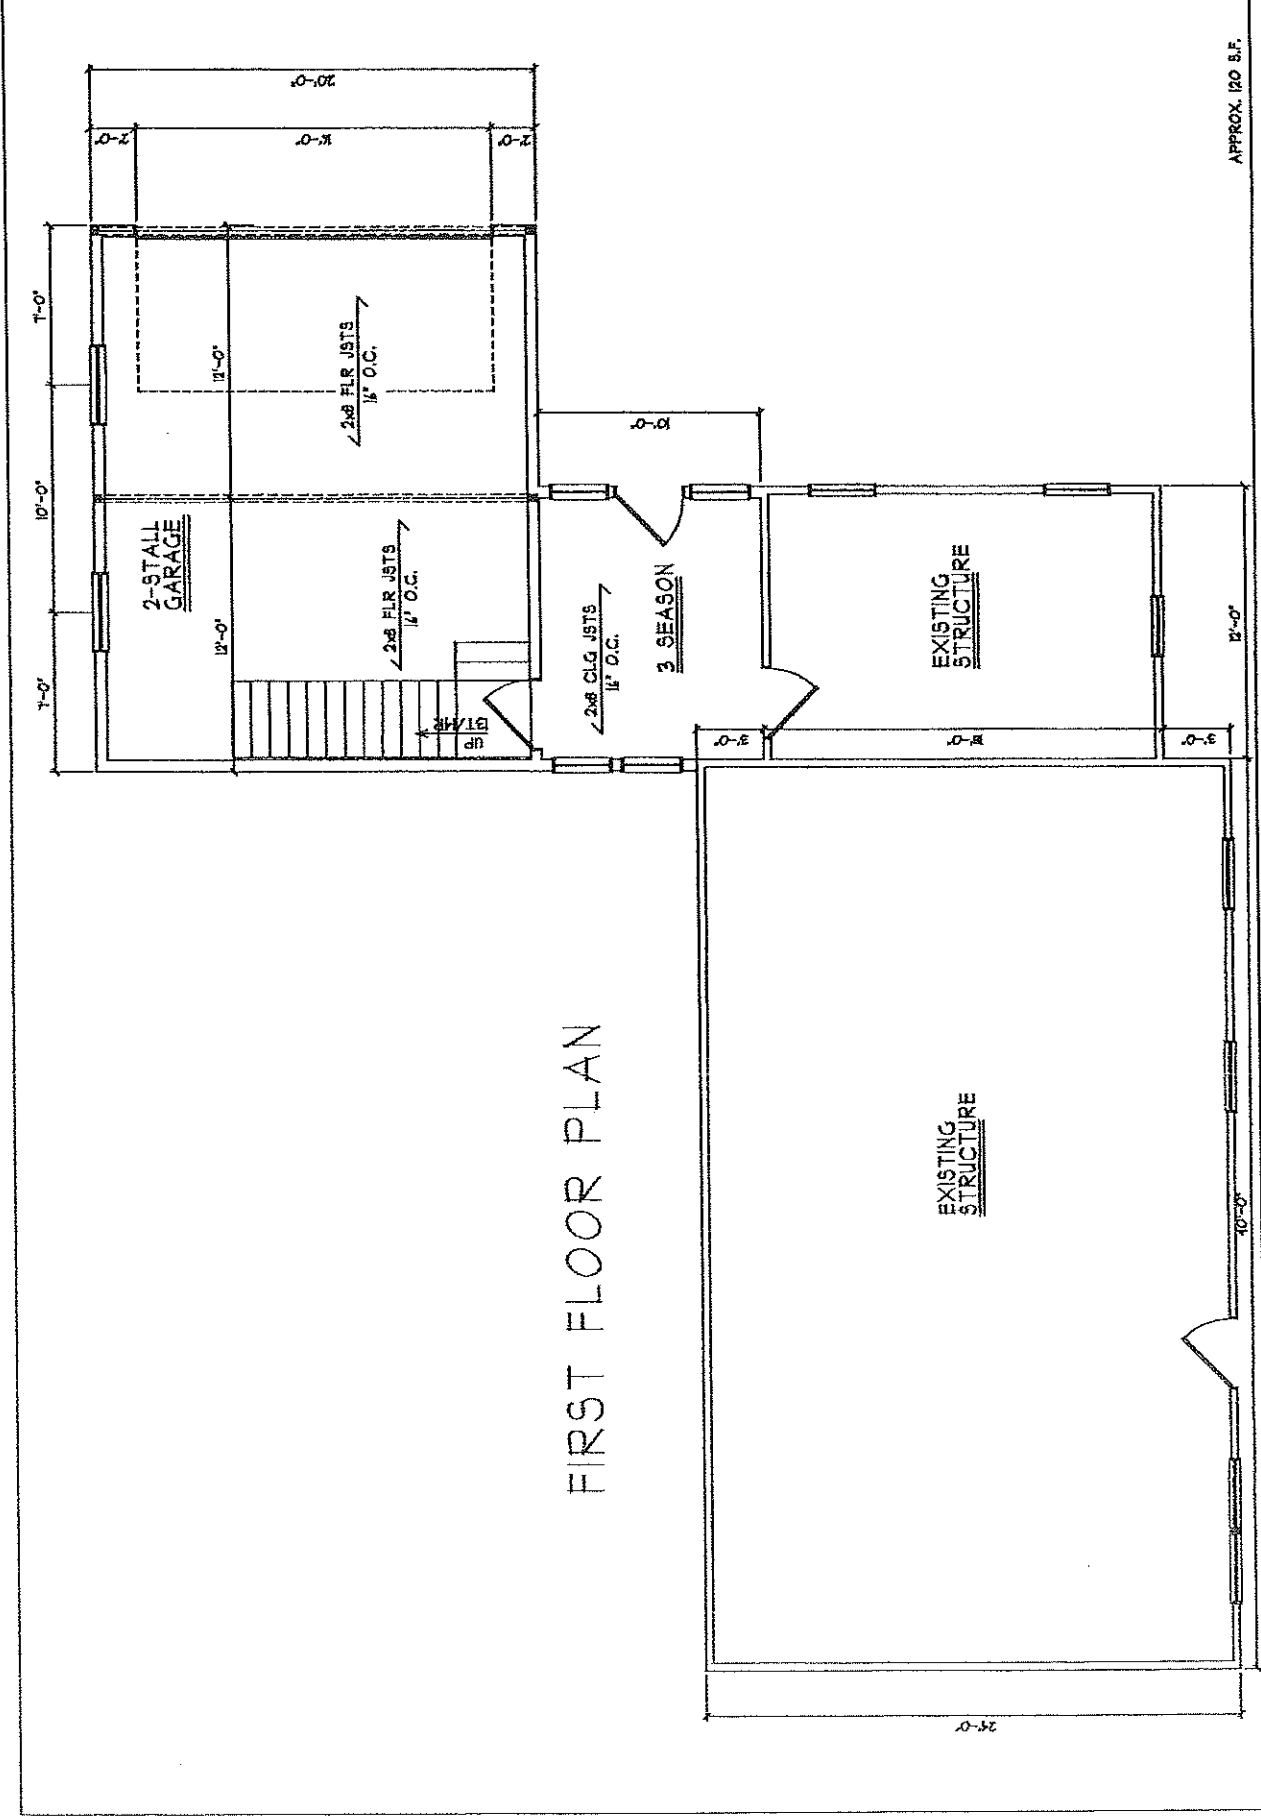 FIRST FLOOR PLAN
2-STALL
GARAGE
2x8 FLR JSTS
16" O.C.
2x8 FLR JSTS
16" O.C.
2x8 CLG JSTS
16" O.C.
3 SEASON
EXISTING
STRUCTURE
EXISTING
STRUCTURE
UP
13T/14R
7'-0"
10'-0"
7'-0"
12'-0"
12'-0"
20'-0"
2'-0"
16'-0"
2'-0"
10'-0"
3'-0"
18'-0"
3'-0"
12'-0"
40'-0"
24'-0"
APPROX. 120 S.F.